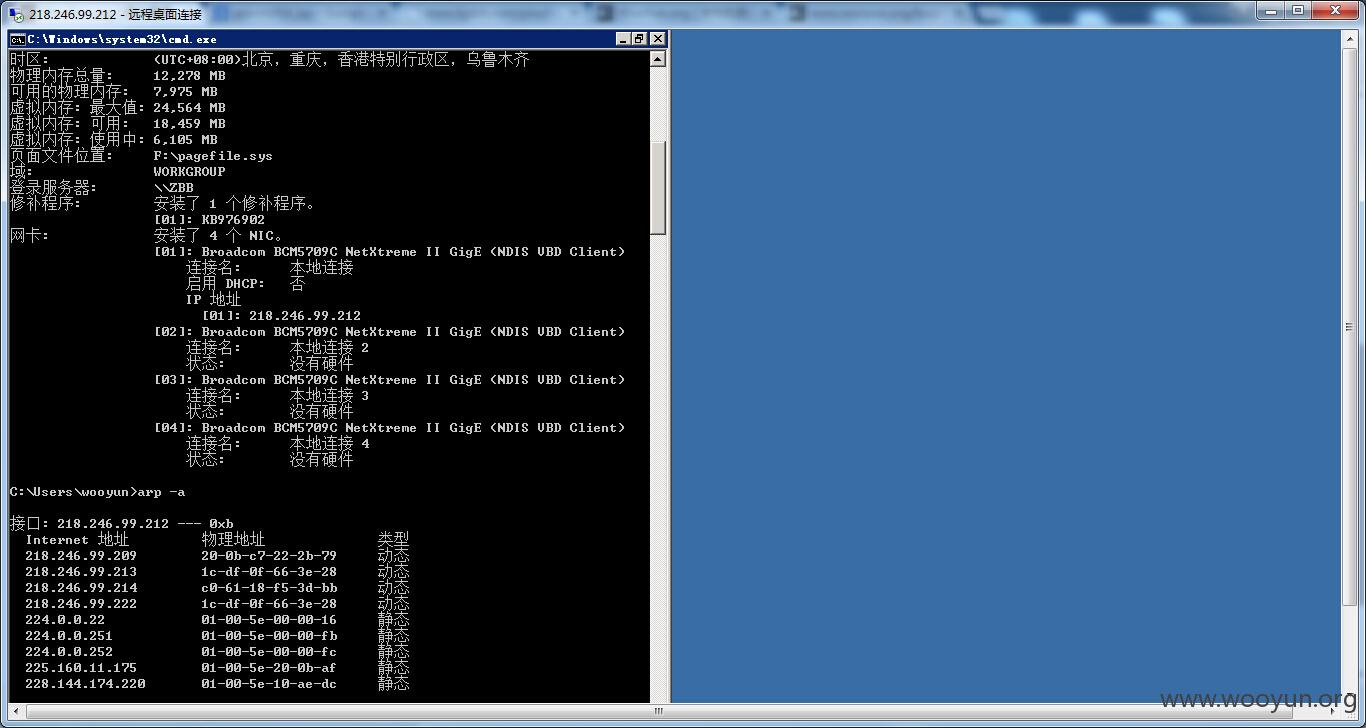 218.246.99.212 - 远程桌面连接
C:\Windows\system32\cmd.exe
时区: (UTC+08:00)北京，重庆，香港特别行政区，乌鲁木齐
物理内存总量: 12,278 MB
可用的物理内存: 7,975 MB
虚拟内存: 最大值: 24,564 MB
虚拟内存: 可用: 18,459 MB
虚拟内存: 使用中: 6,105 MB
页面文件位置: F:\pagefile.sys
域: WORKGROUP
登录服务器: \\ZBB
修补程序: 安装了 1 个修补程序。
[01]: KB976902
网卡: 安装了 4 个 NIC。
[01]: Broadcom BCM5709C NetXtreme II GigE (NDIS VBD Client)
连接名: 本地连接
启用 DHCP: 否
IP 地址
[01]: 218.246.99.212
[02]: Broadcom BCM5709C NetXtreme II GigE (NDIS VBD Client)
连接名: 本地连接 2
状态: 没有硬件
[03]: Broadcom BCM5709C NetXtreme II GigE (NDIS VBD Client)
连接名: 本地连接 3
状态: 没有硬件
[04]: Broadcom BCM5709C NetXtreme II GigE (NDIS VBD Client)
连接名: 本地连接 4
状态: 没有硬件
C:\Users\wooyun>arp -a
接口: 218.246.99.212 --- 0xb
Internet 地址 物理地址 类型
218.246.99.209 20-0b-c7-22-2b-79 动态
218.246.99.213 1c-df-0f-66-3e-28 动态
218.246.99.214 c0-61-18-f5-3d-bb 动态
218.246.99.222 1c-df-0f-66-3e-28 动态
224.0.0.22 01-00-5e-00-00-16 静态
224.0.0.251 01-00-5e-00-00-fb 静态
224.0.0.252 01-00-5e-00-00-fc 静态
225.160.11.175 01-00-5e-20-0b-af 静态
228.144.174.220 01-00-5e-10-ae-dc 静态
www.wooyun.org